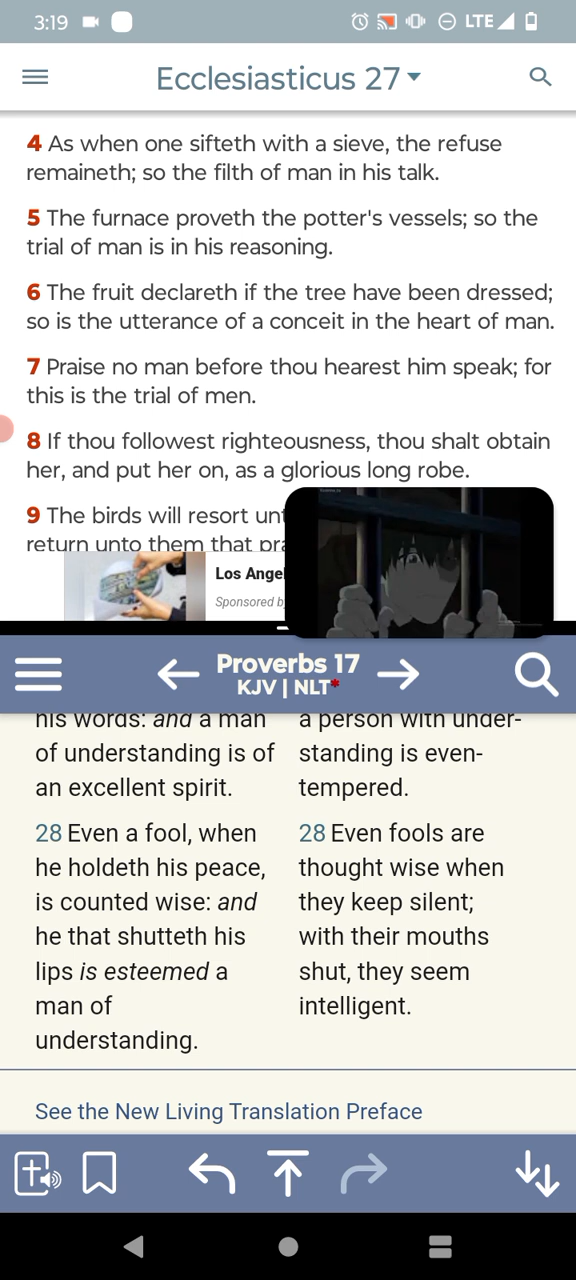 3:19 LTE
Ecclesiasticus 27
4 As when one sifteth with a sieve, the refuse
remaineth; so the filth of man in his talk.
5 The furnace proveth the potter's vessels; so the
trial of man is in his reasoning.
6 The fruit declareth if the tree have been dressed;
so is the utterance of a conceit in the heart of man.
7 Praise no man before thou hearest him speak; for
this is the trial of men.
8 If thou followest righteousness, thou shalt obtain
her, and put her on, as a glorious long robe.
9 The birds will resort unt
return unto them that pra
Los Angel
Sponsored b
Proverbs 17
KJV | NLT*
his words: and a man
of understanding is of
an excellent spirit.
28 Even a fool, when
he holdeth his peace,
is counted wise: and
he that shutteth his
lips is esteemed a
man of
understanding.
a person with under-
standing is even-
tempered.
28 Even fools are
thought wise when
they keep silent;
with their mouths
shut, they seem
intelligent.
See the New Living Translation Preface